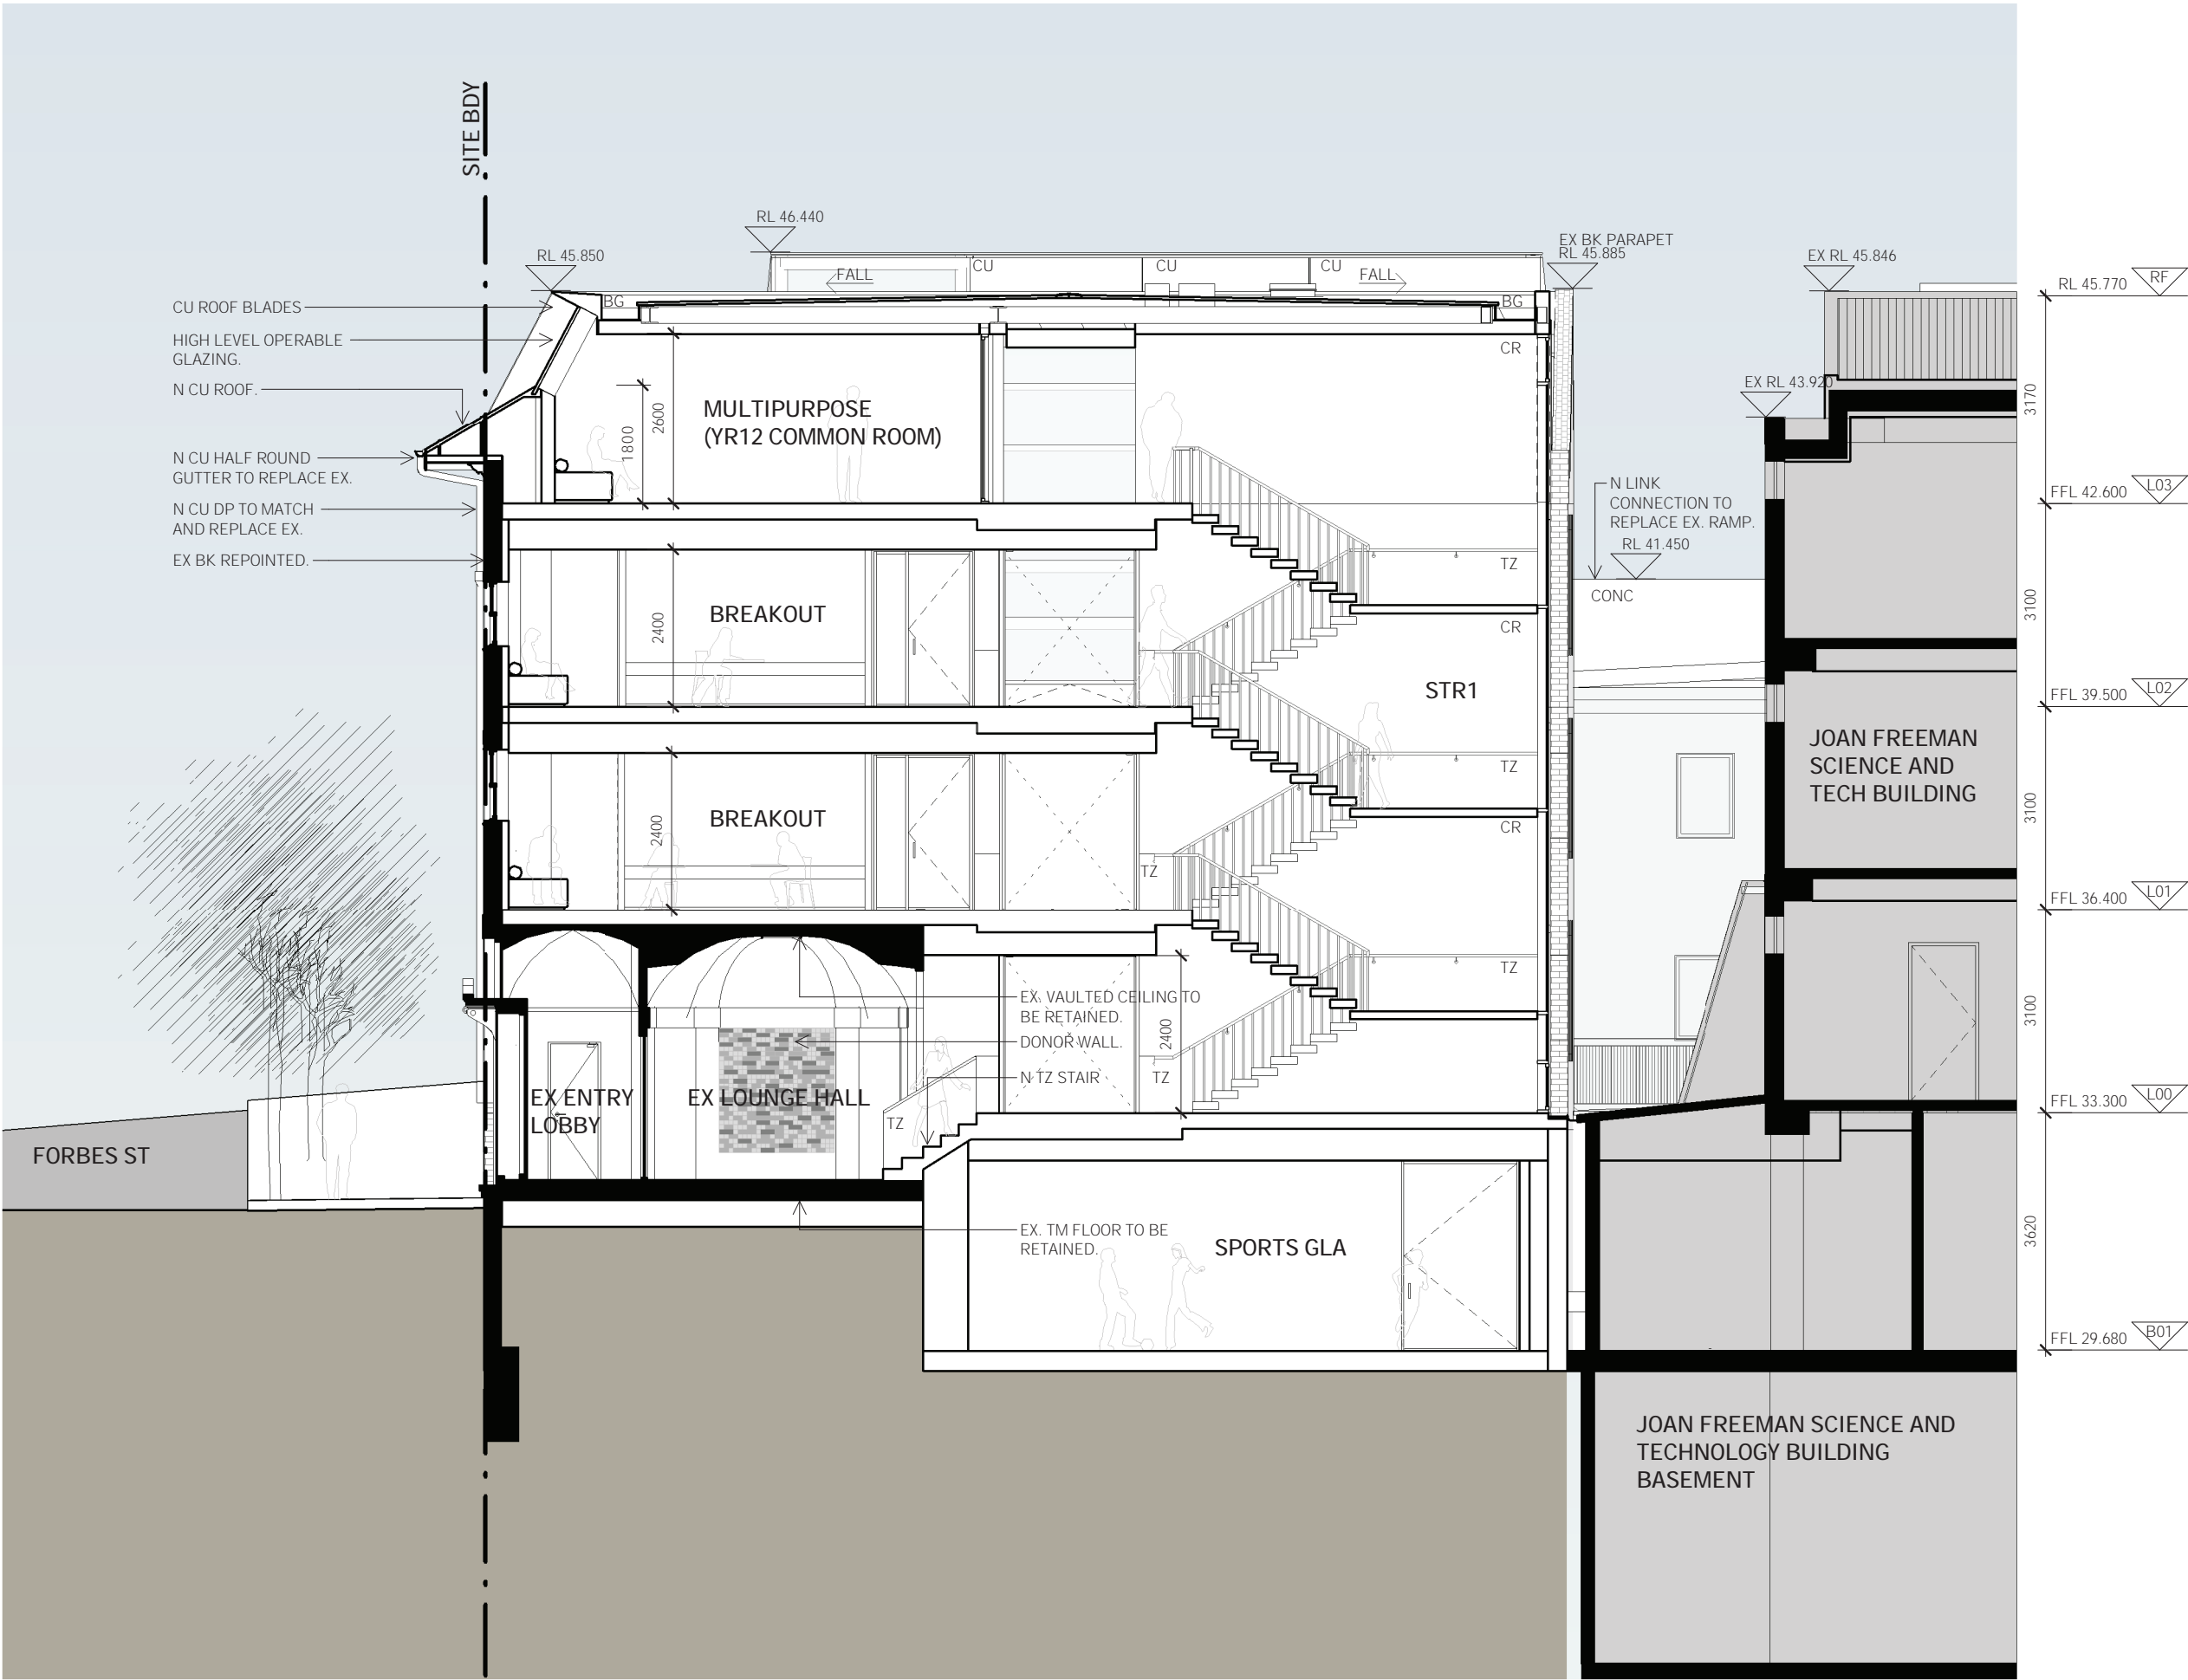 SITE BDY
RL 46.440
RL 45.850
EX BK PARAPET
RL 45.885
EX RL 45.846
RL 45.770
RF
FALL
CU
CU
CU
FALL
BG
BG
CU ROOF BLADES
HIGH LEVEL OPERABLE
GLAZING.
N CU ROOF.
N CU HALF ROUND
GUTTER TO REPLACE EX.
N CU DP TO MATCH
AND REPLACE EX.
EX BK REPOINTED.
1800
2600
MULTIPURPOSE
(YR12 COMMON ROOM)
CR
EX RL 43.920
3170
N LINK
CONNECTION TO
REPLACE EX. RAMP.
RL 41.450
FFL 42.600
L03
TZ
CONC
2400
BREAKOUT
CR
3100
STR1
FFL 39.500
L02
JOAN FREEMAN
SCIENCE AND
TECH BUILDING
TZ
2400
BREAKOUT
CR
3100
TZ
FFL 36.400
L01
TZ
EX. VAULTED CEILING TO
BE RETAINED.
DONOR WALL.
N TZ STAIR
2400
TZ
3100
EX ENTRY
LOBBY
EX LOUNGE HALL
TZ
FFL 33.300
L00
FORBES ST
EX. TM FLOOR TO BE
RETAINED.
SPORTS GLA
3620
FFL 29.680
B01
JOAN FREEMAN SCIENCE AND
TECHNOLOGY BUILDING
BASEMENT